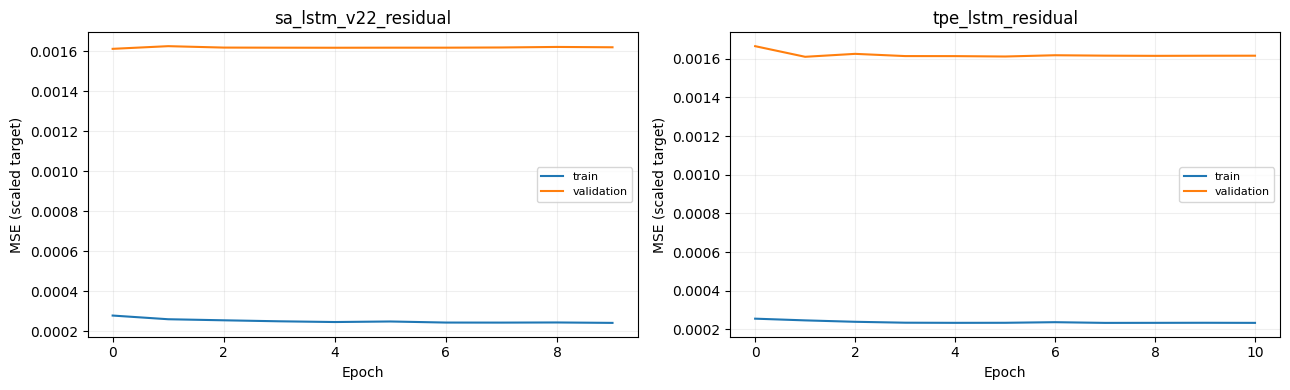 sa_lstm_v22_residual
MSE (scaled target)
0.0016
0.0014
0.0012
0.0010
0.0008
0.0006
0.0004
0.0002
train
validation
0 2 4 6 8
Epoch
tpe_lstm_residual
MSE (scaled target)
0.0016
0.0014
0.0012
0.0010
0.0008
0.0006
0.0004
0.0002
train
validation
0 2 4 6 8 10
Epoch